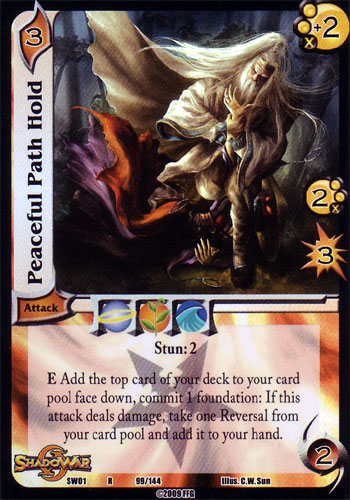 3
+2
Peaceful Path Hold
2
3
Attack
Stun: 2
E Add the top card of your deck to your card
pool face down, commit 1 foundation: If this
attack deals damage, take one Reversal from
your card pool and add it to your hand.
SHADOWAR
2
SW01 R 99/144 Illus. C.W. Sun
©2009 FFG